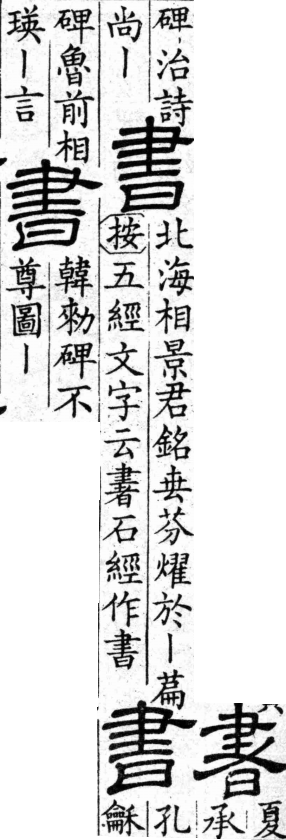 書
夏
承
碑治詩
尚丨
書
北海相景君銘垂芬耀於丨篇
按五經文字云𦘠石經作書
書
孔
龢
碑魯前相
瑛丨言
書
韓勑碑不
尊圖丨